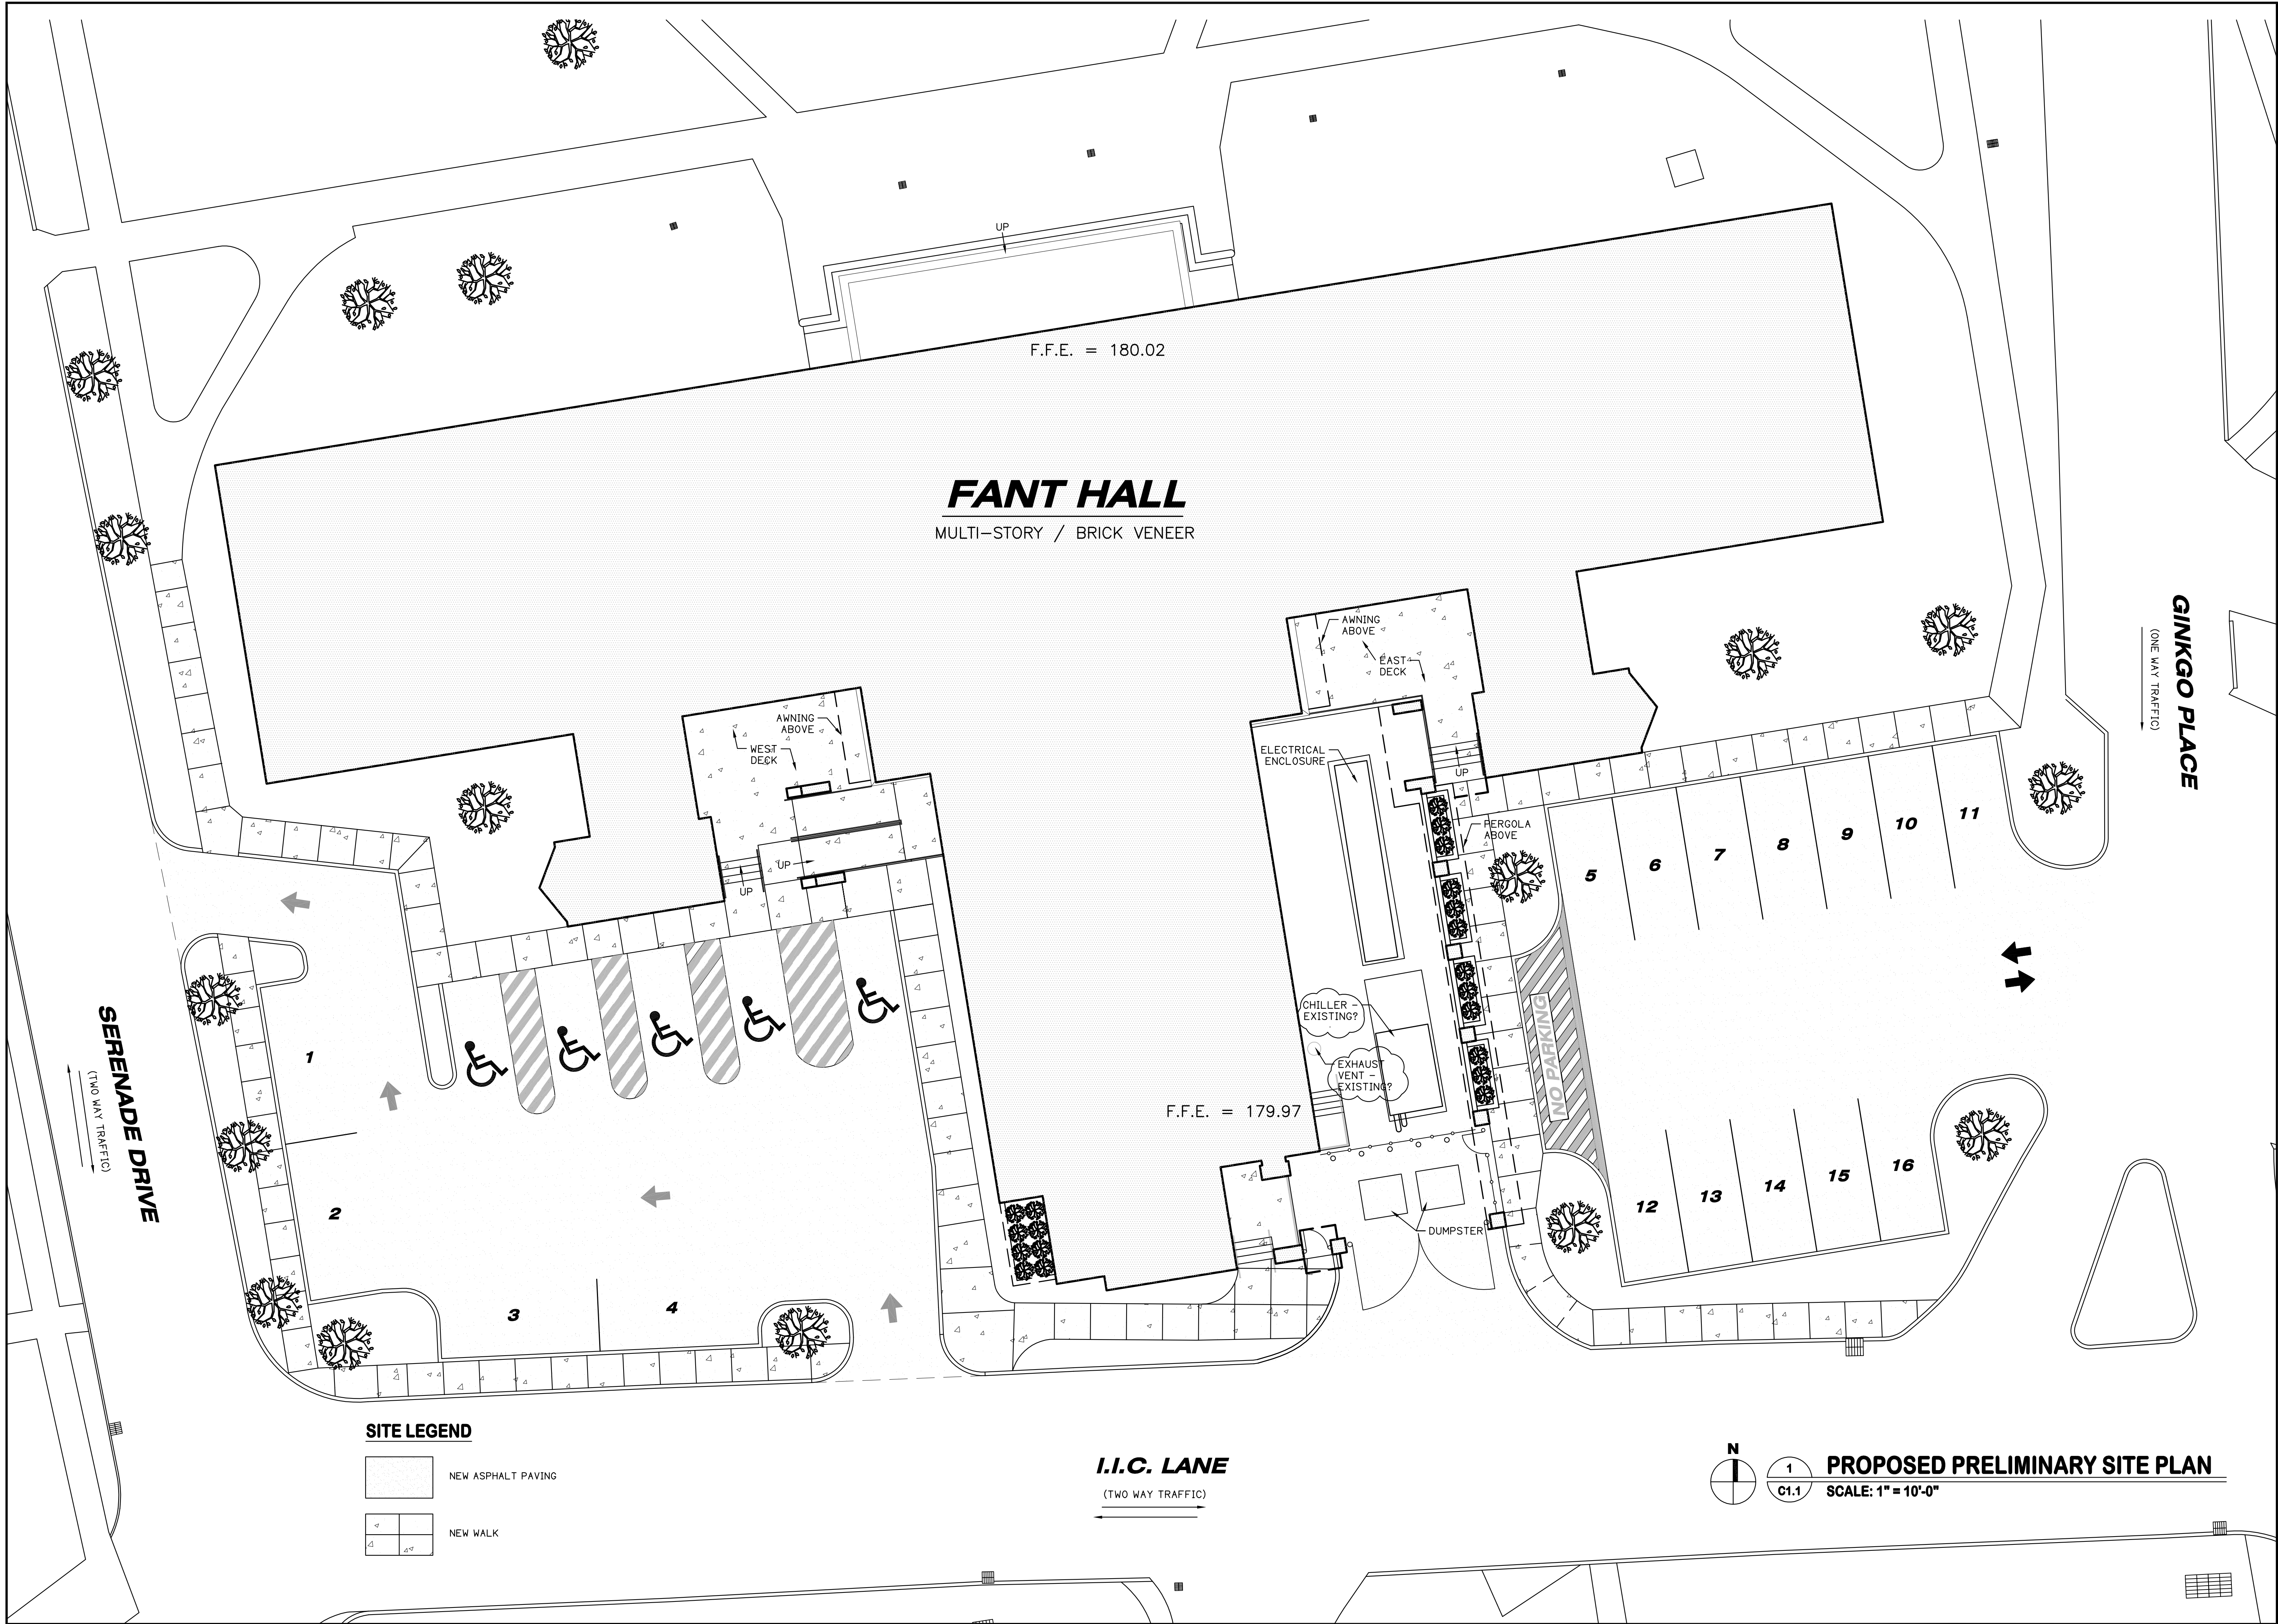 UP
F.F.E. = 180.02
FANT HALL
MULTI-STORY / BRICK VENEER
AWNING
ABOVE
EAST
DECK
AWNING
ABOVE
WEST
DECK
ELECTRICAL
ENCLOSURE
UP
PERGOLA
ABOVE
UP
UP
GINKGO PLACE
(ONE WAY TRAFFIC)
5
6
7
8
9
10
11
CHILLER -
EXISTING?
EXHAUST
VENT -
EXISTING?
NO PARKING
SERENADE DRIVE
(TWO WAY TRAFFIC)
1
2
3
4
F.F.E. = 179.97
DUMPSTER
12
13
14
15
16
SITE LEGEND
NEW ASPHALT PAVING
NEW WALK
I.I.C. LANE
(TWO WAY TRAFFIC)
N
1
C1.1
PROPOSED PRELIMINARY SITE PLAN
SCALE: 1" = 10'-0"